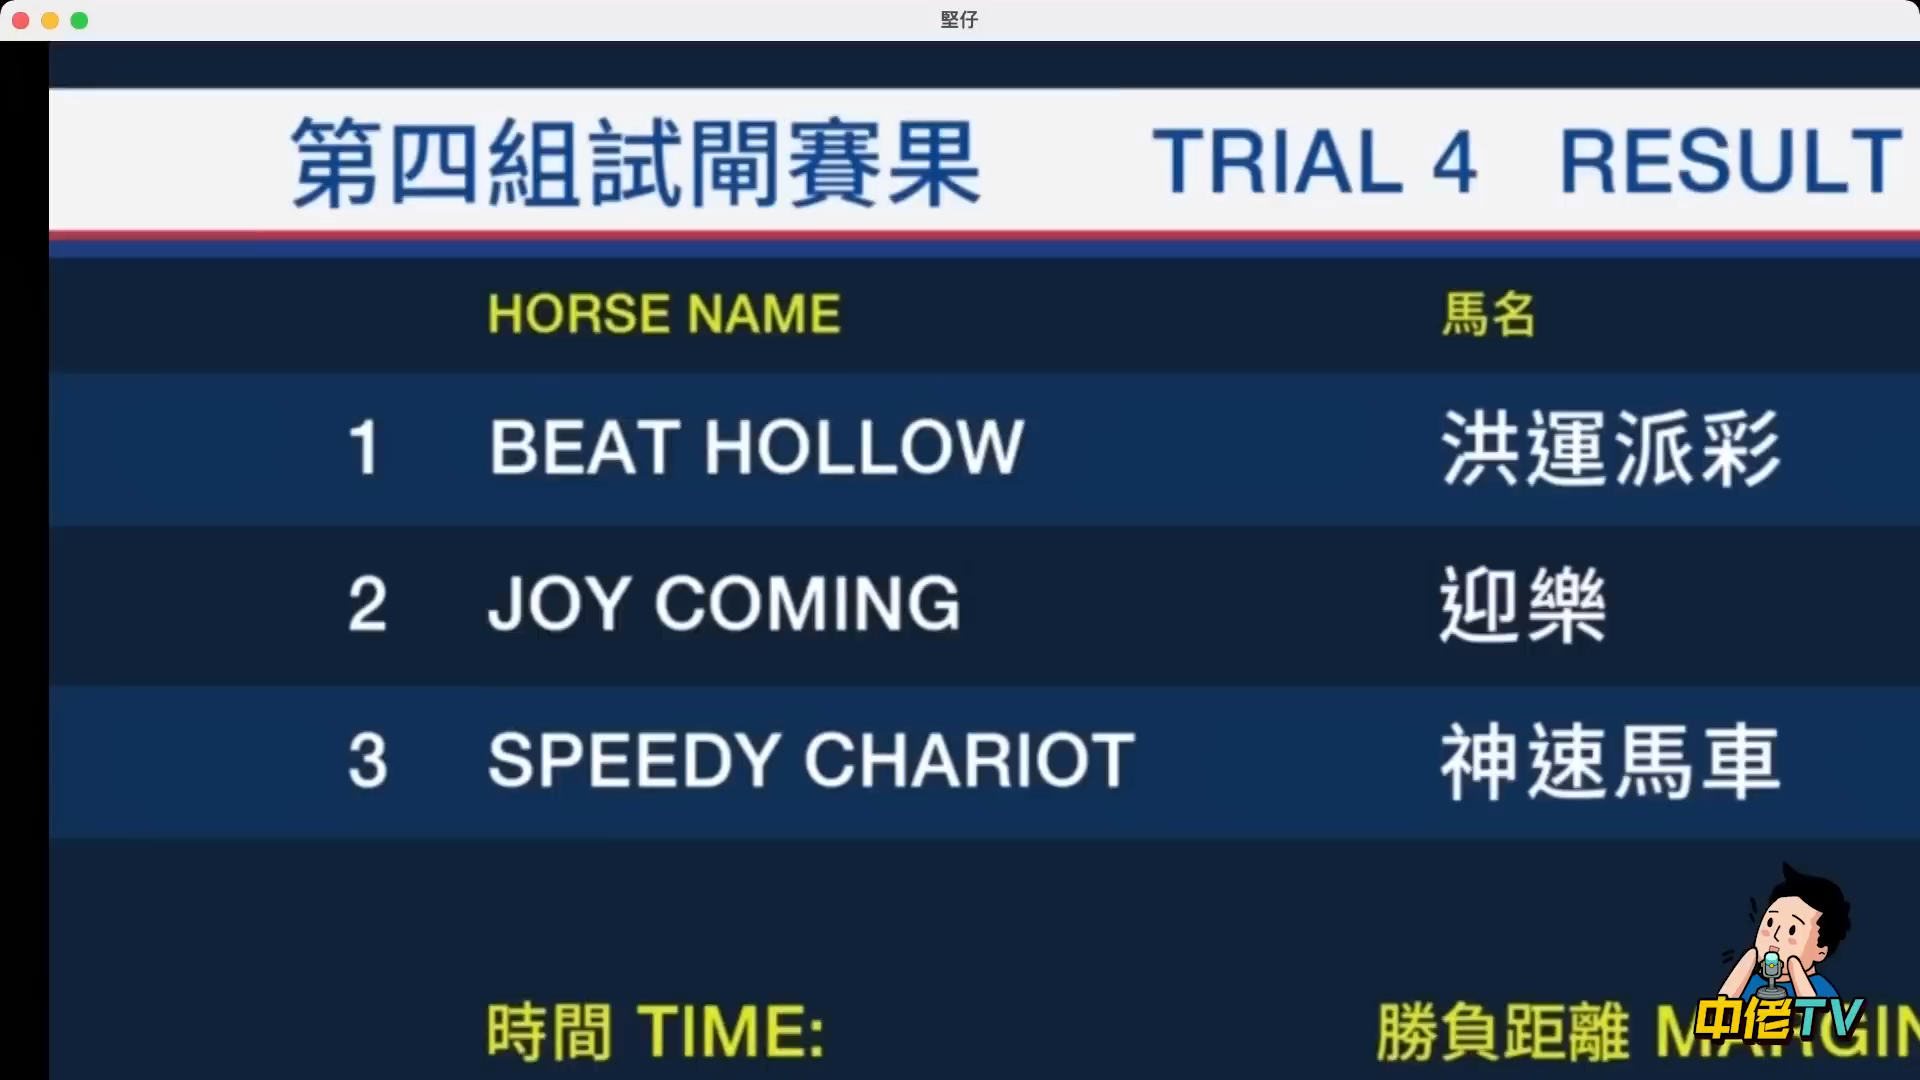 堅仔
第四組試閘賽果 TRIAL 4 RESULT
HORSE NAME 馬名
1 BEAT HOLLOW 洪運派彩
2 JOY COMING 迎樂
3 SPEEDY CHARIOT 神速馬車
時間 TIME: 勝負距離 MARGIN
中佬TV